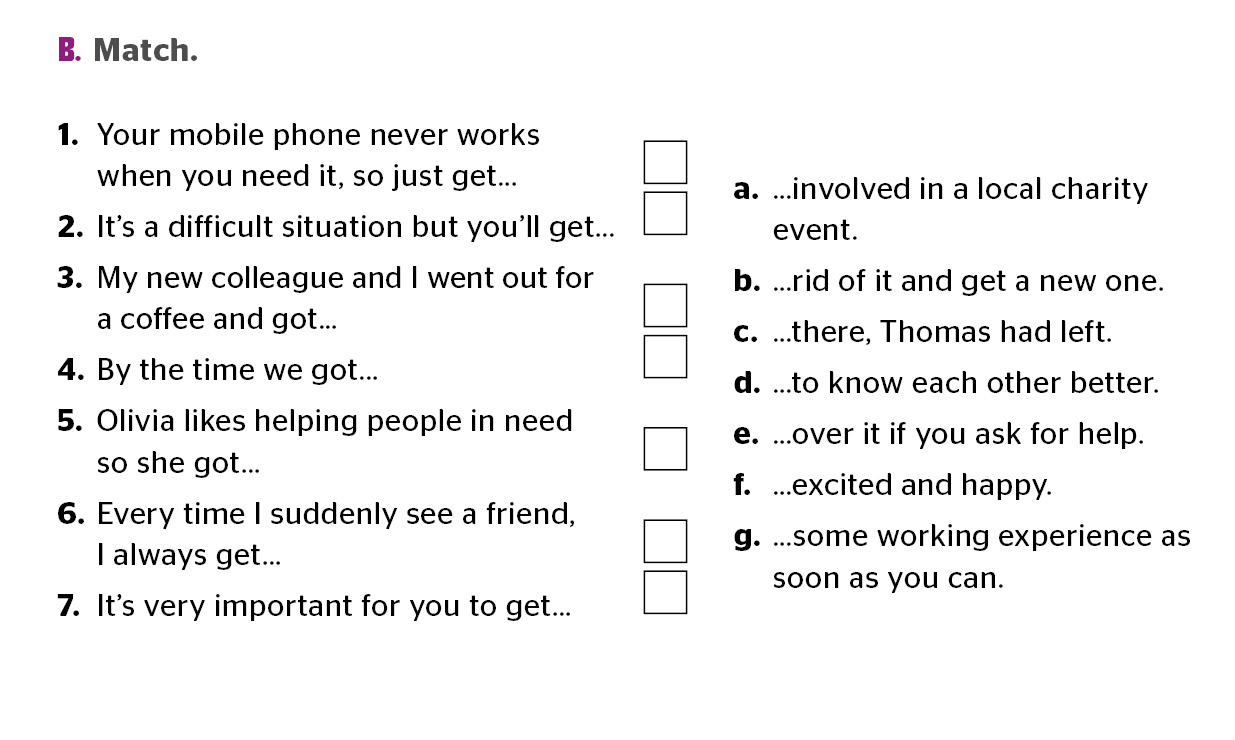 B. Match.
1. Your mobile phone never works
when you need it, so just get...
2. It's a difficult situation but you'll get...
3. My new colleague and I went out for
a coffee and got...
4. By the time we got...
5. Olivia likes helping people in need
so she got...
6. Every time I suddenly see a friend,
I always get...
7. It's very important for you to get...
a. ...involved in a local charity
event.
b. ...rid of it and get a new one.
c. ...there, Thomas had left.
d. ...to know each other better.
e. ...over it if you ask for help.
f. ...excited and happy.
g. ...some working experience as
soon as you can.